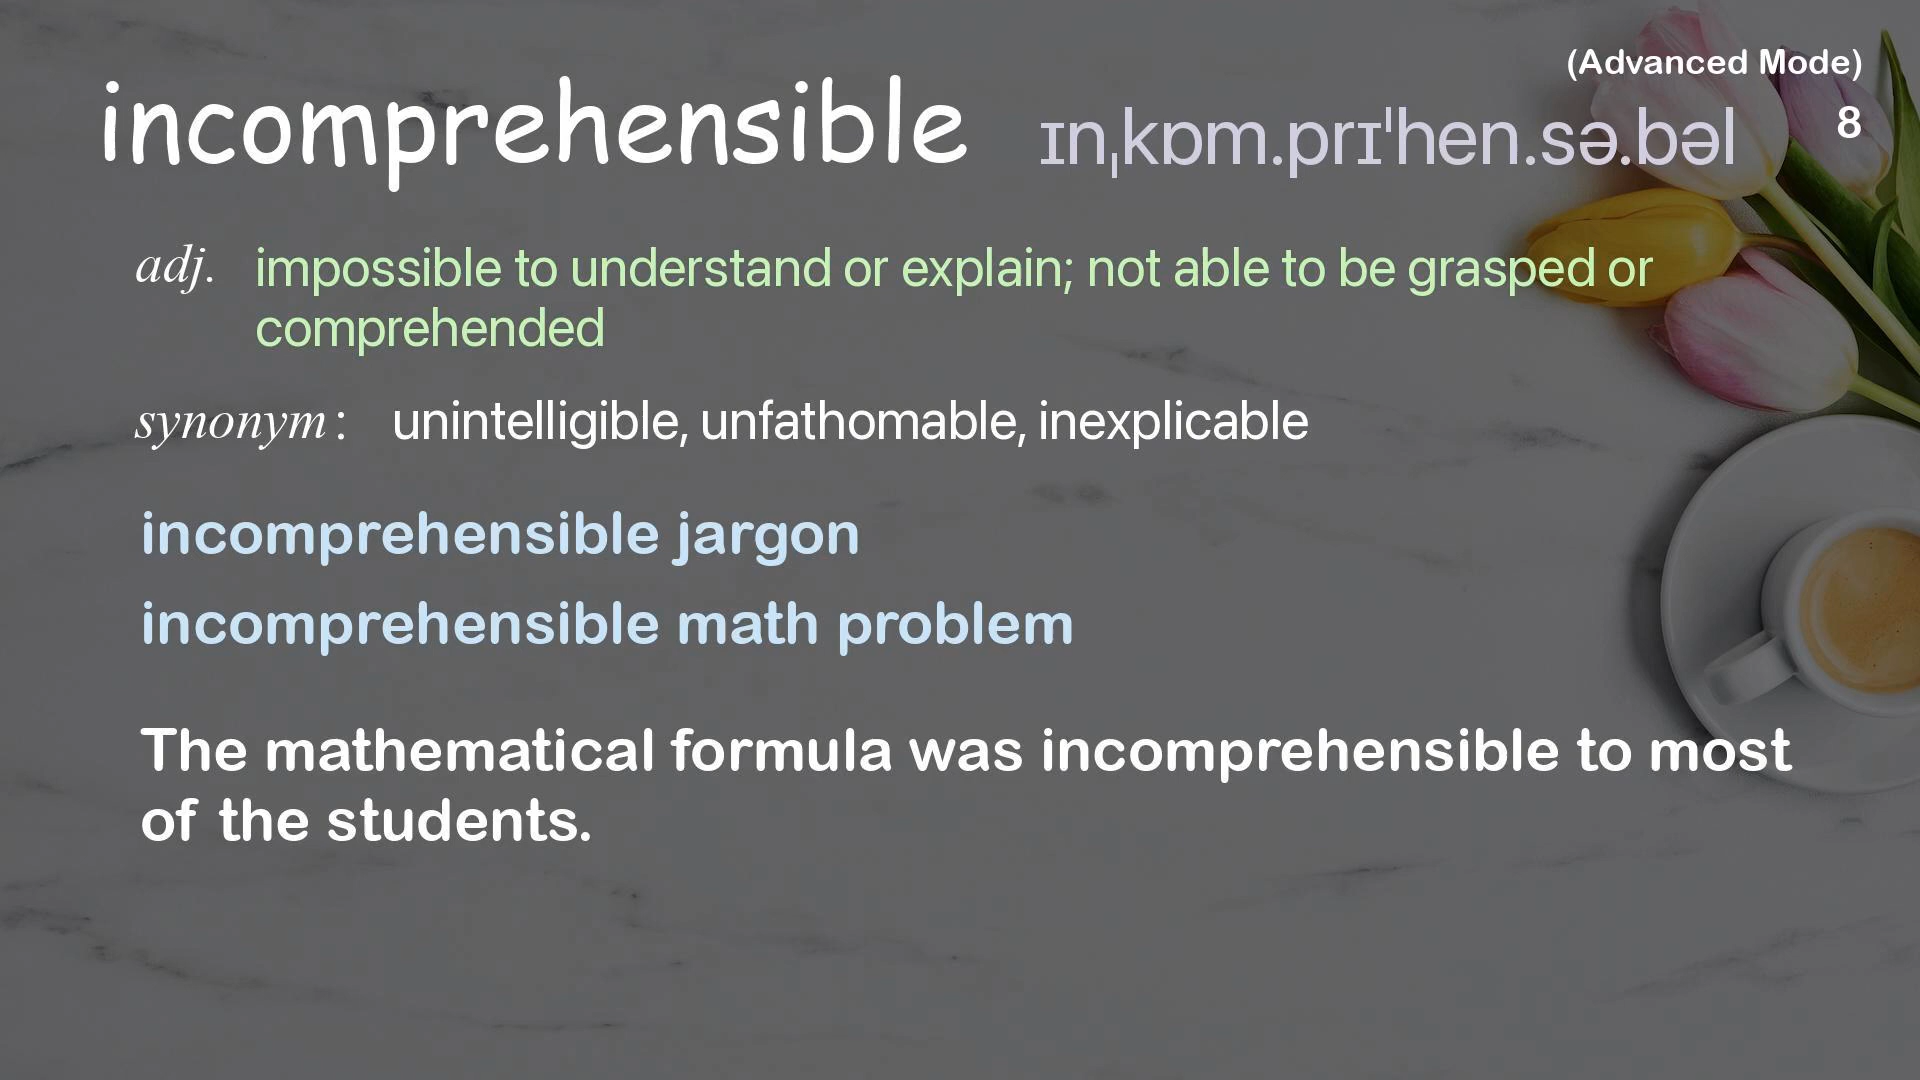 (Advanced Mode)
incomprehensible ɪnˌkɒm.prɪˈhen.sə.bəl 8
adj. impossible to understand or explain; not able to be grasped or
comprehended
synonym: unintelligible, unfathomable, inexplicable
incomprehensible jargon
incomprehensible math problem
The mathematical formula was incomprehensible to most
of the students.